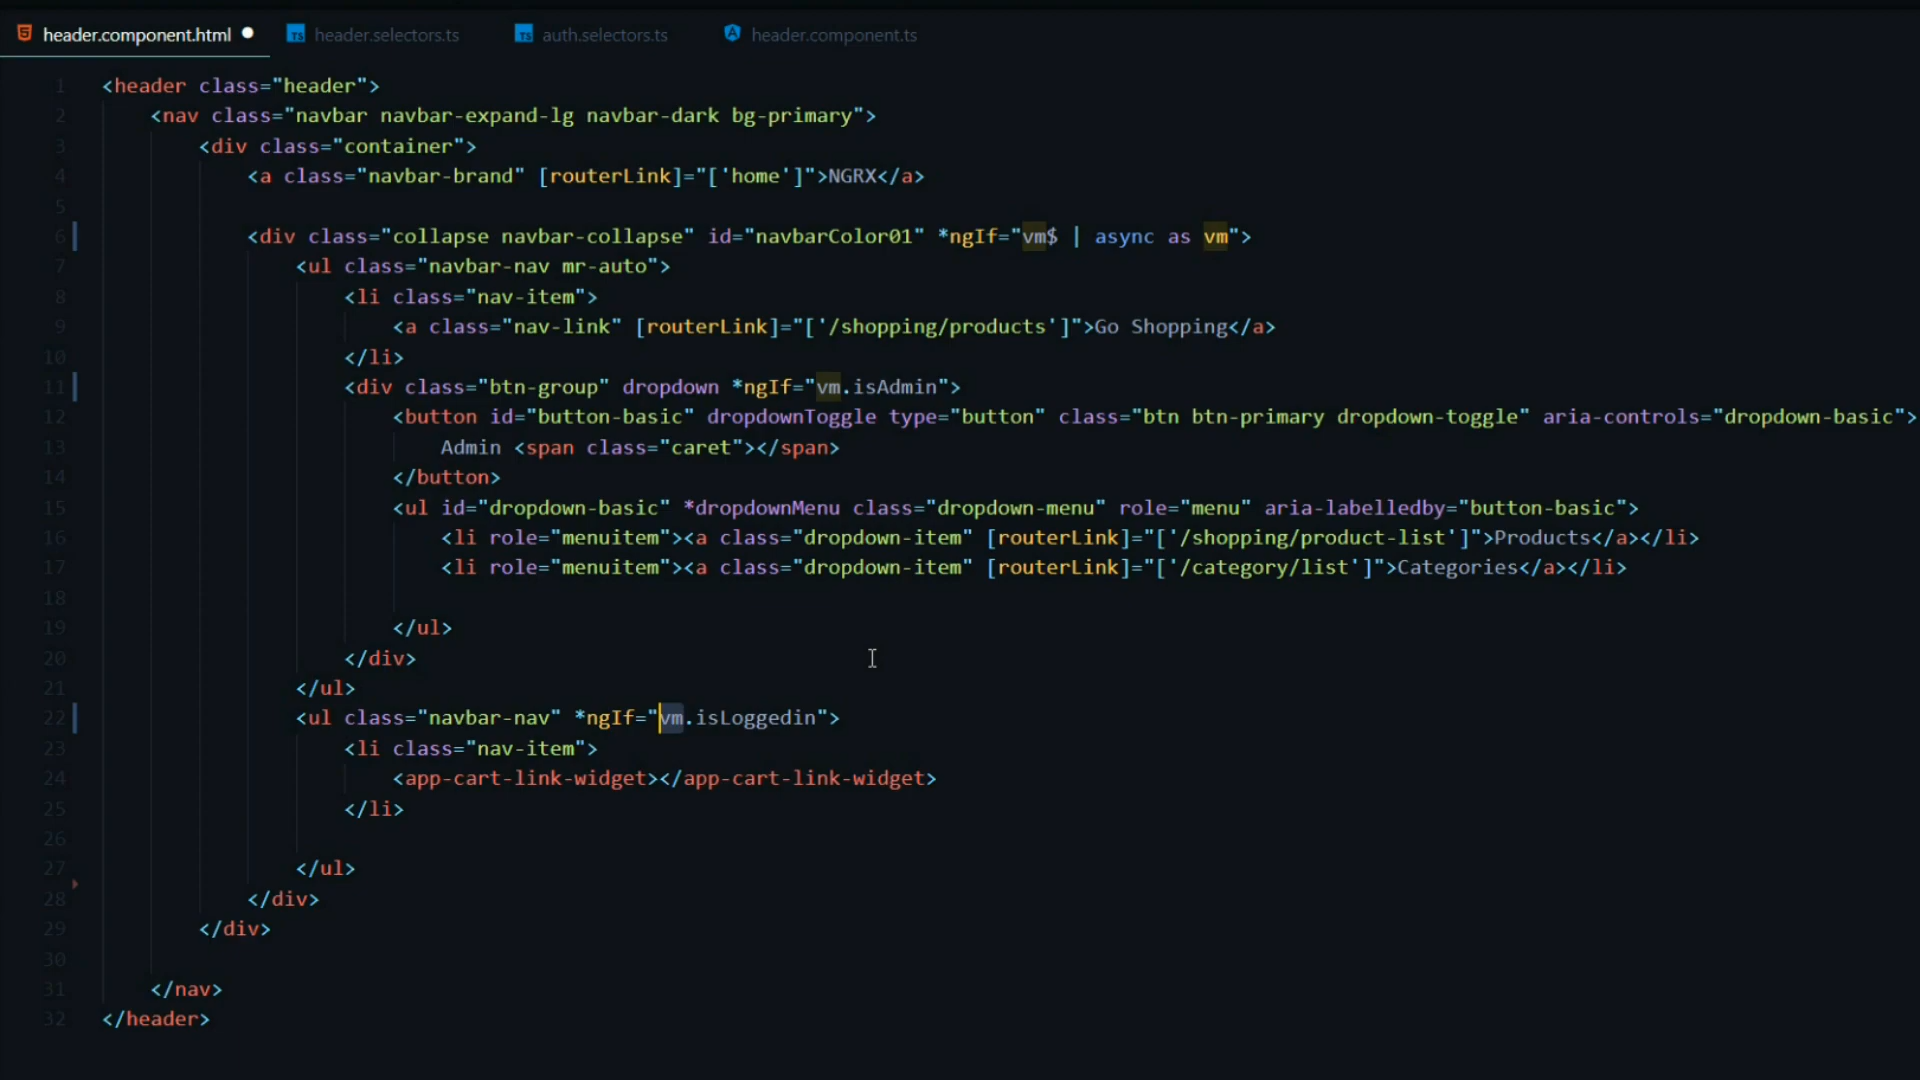 header.component.html
header.selectors.ts
auth.selectors.ts
header.component.ts
1 <header class="header">
2 <nav class="navbar navbar-expand-lg navbar-dark bg-primary">
3 <div class="container">
4 <a class="navbar-brand" [routerLink]="['home']">NGRX</a>
5
6 <div class="collapse navbar-collapse" id="navbarColor01" *ngIf="vm$ | async as vm">
7 <ul class="navbar-nav mr-auto">
8 <li class="nav-item">
9 <a class="nav-link" [routerLink]="['/shopping/products']">Go Shopping</a>
10 </li>
11 <div class="btn-group" dropdown *ngIf="vm.isAdmin">
12 <button id="button-basic" dropdownToggle type="button" class="btn btn-primary dropdown-toggle" aria-controls="dropdown-basic">
13 Admin <span class="caret"></span>
14 </button>
15 <ul id="dropdown-basic" *dropdownMenu class="dropdown-menu" role="menu" aria-labelledby="button-basic">
16 <li role="menuitem"><a class="dropdown-item" [routerLink]="['/shopping/product-list']">Products</a></li>
17 <li role="menuitem"><a class="dropdown-item" [routerLink]="['/category/list']">Categories</a></li>
18
19 </ul>
20 </div>
21 </ul>
22 <ul class="navbar-nav" *ngIf="vm.isLoggedin">
23 <li class="nav-item">
24 <app-cart-link-widget></app-cart-link-widget>
25 </li>
26
27 </ul>
28 </div>
29 </div>
30
31 </nav>
32 </header>